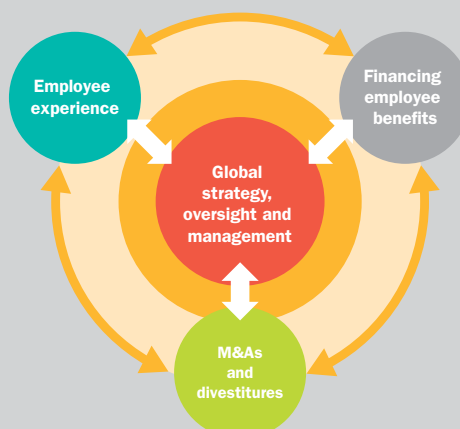 Employee
experience
Financing
employee
benefits
Global
strategy,
oversight and
management
M&As
and
divestitures